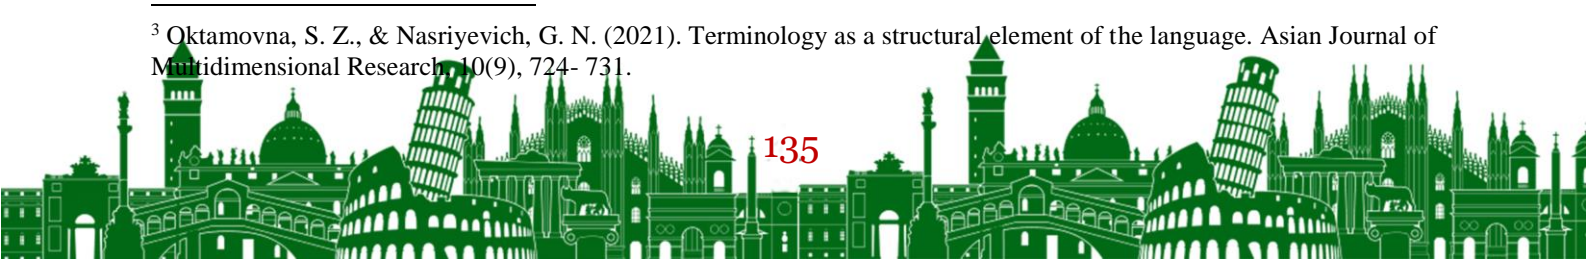 3 Oktamovna, S. Z., & Nasriyevich, G. N. (2021). Terminology as a structural element of the language. Asian Journal of
Multidimensional Research, 10(9), 724- 731.
135